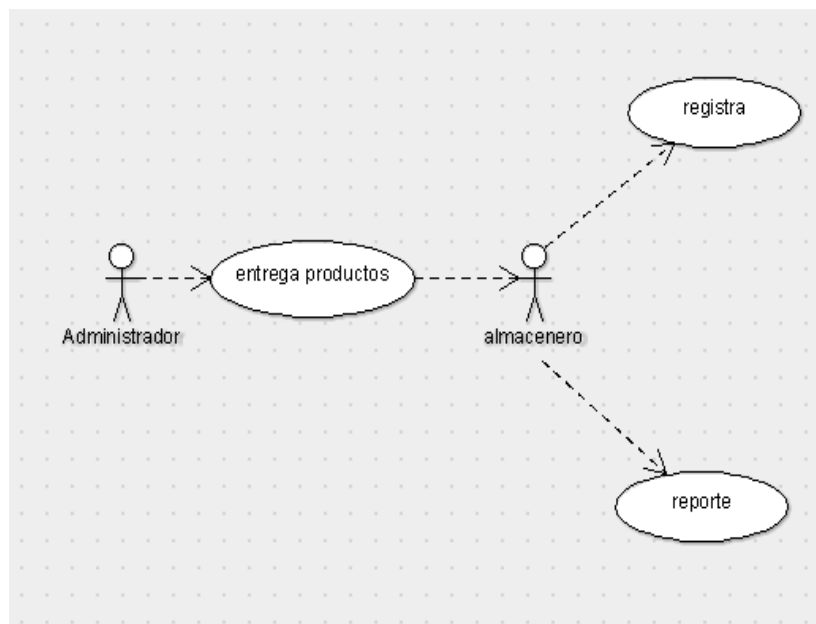 registra
entrega productos
Administrador
almacenero
reporte